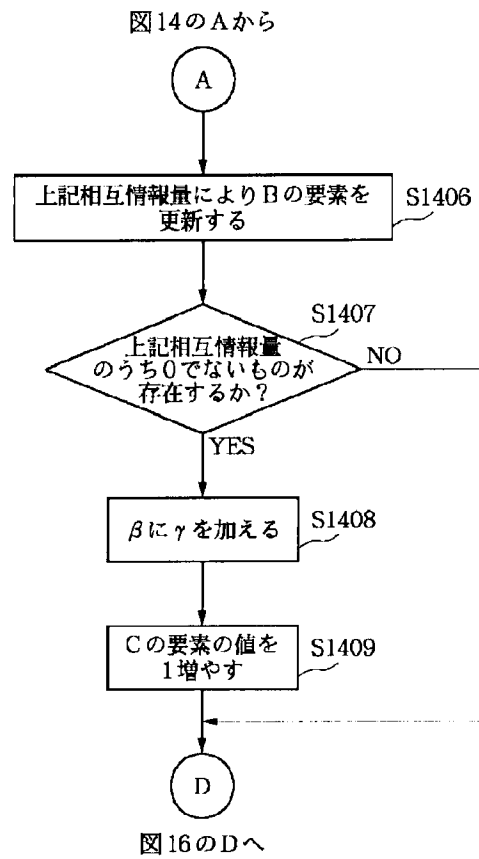 図14のAから
A
上記相互情報量によりBの要素を
更新する
S1406
S1407
上記相互情報量
のうち0でないものが
存在するか？
NO
YES
βにγを加える
S1408
Cの要素の値を
1増やす
S1409
D
図16のDへ